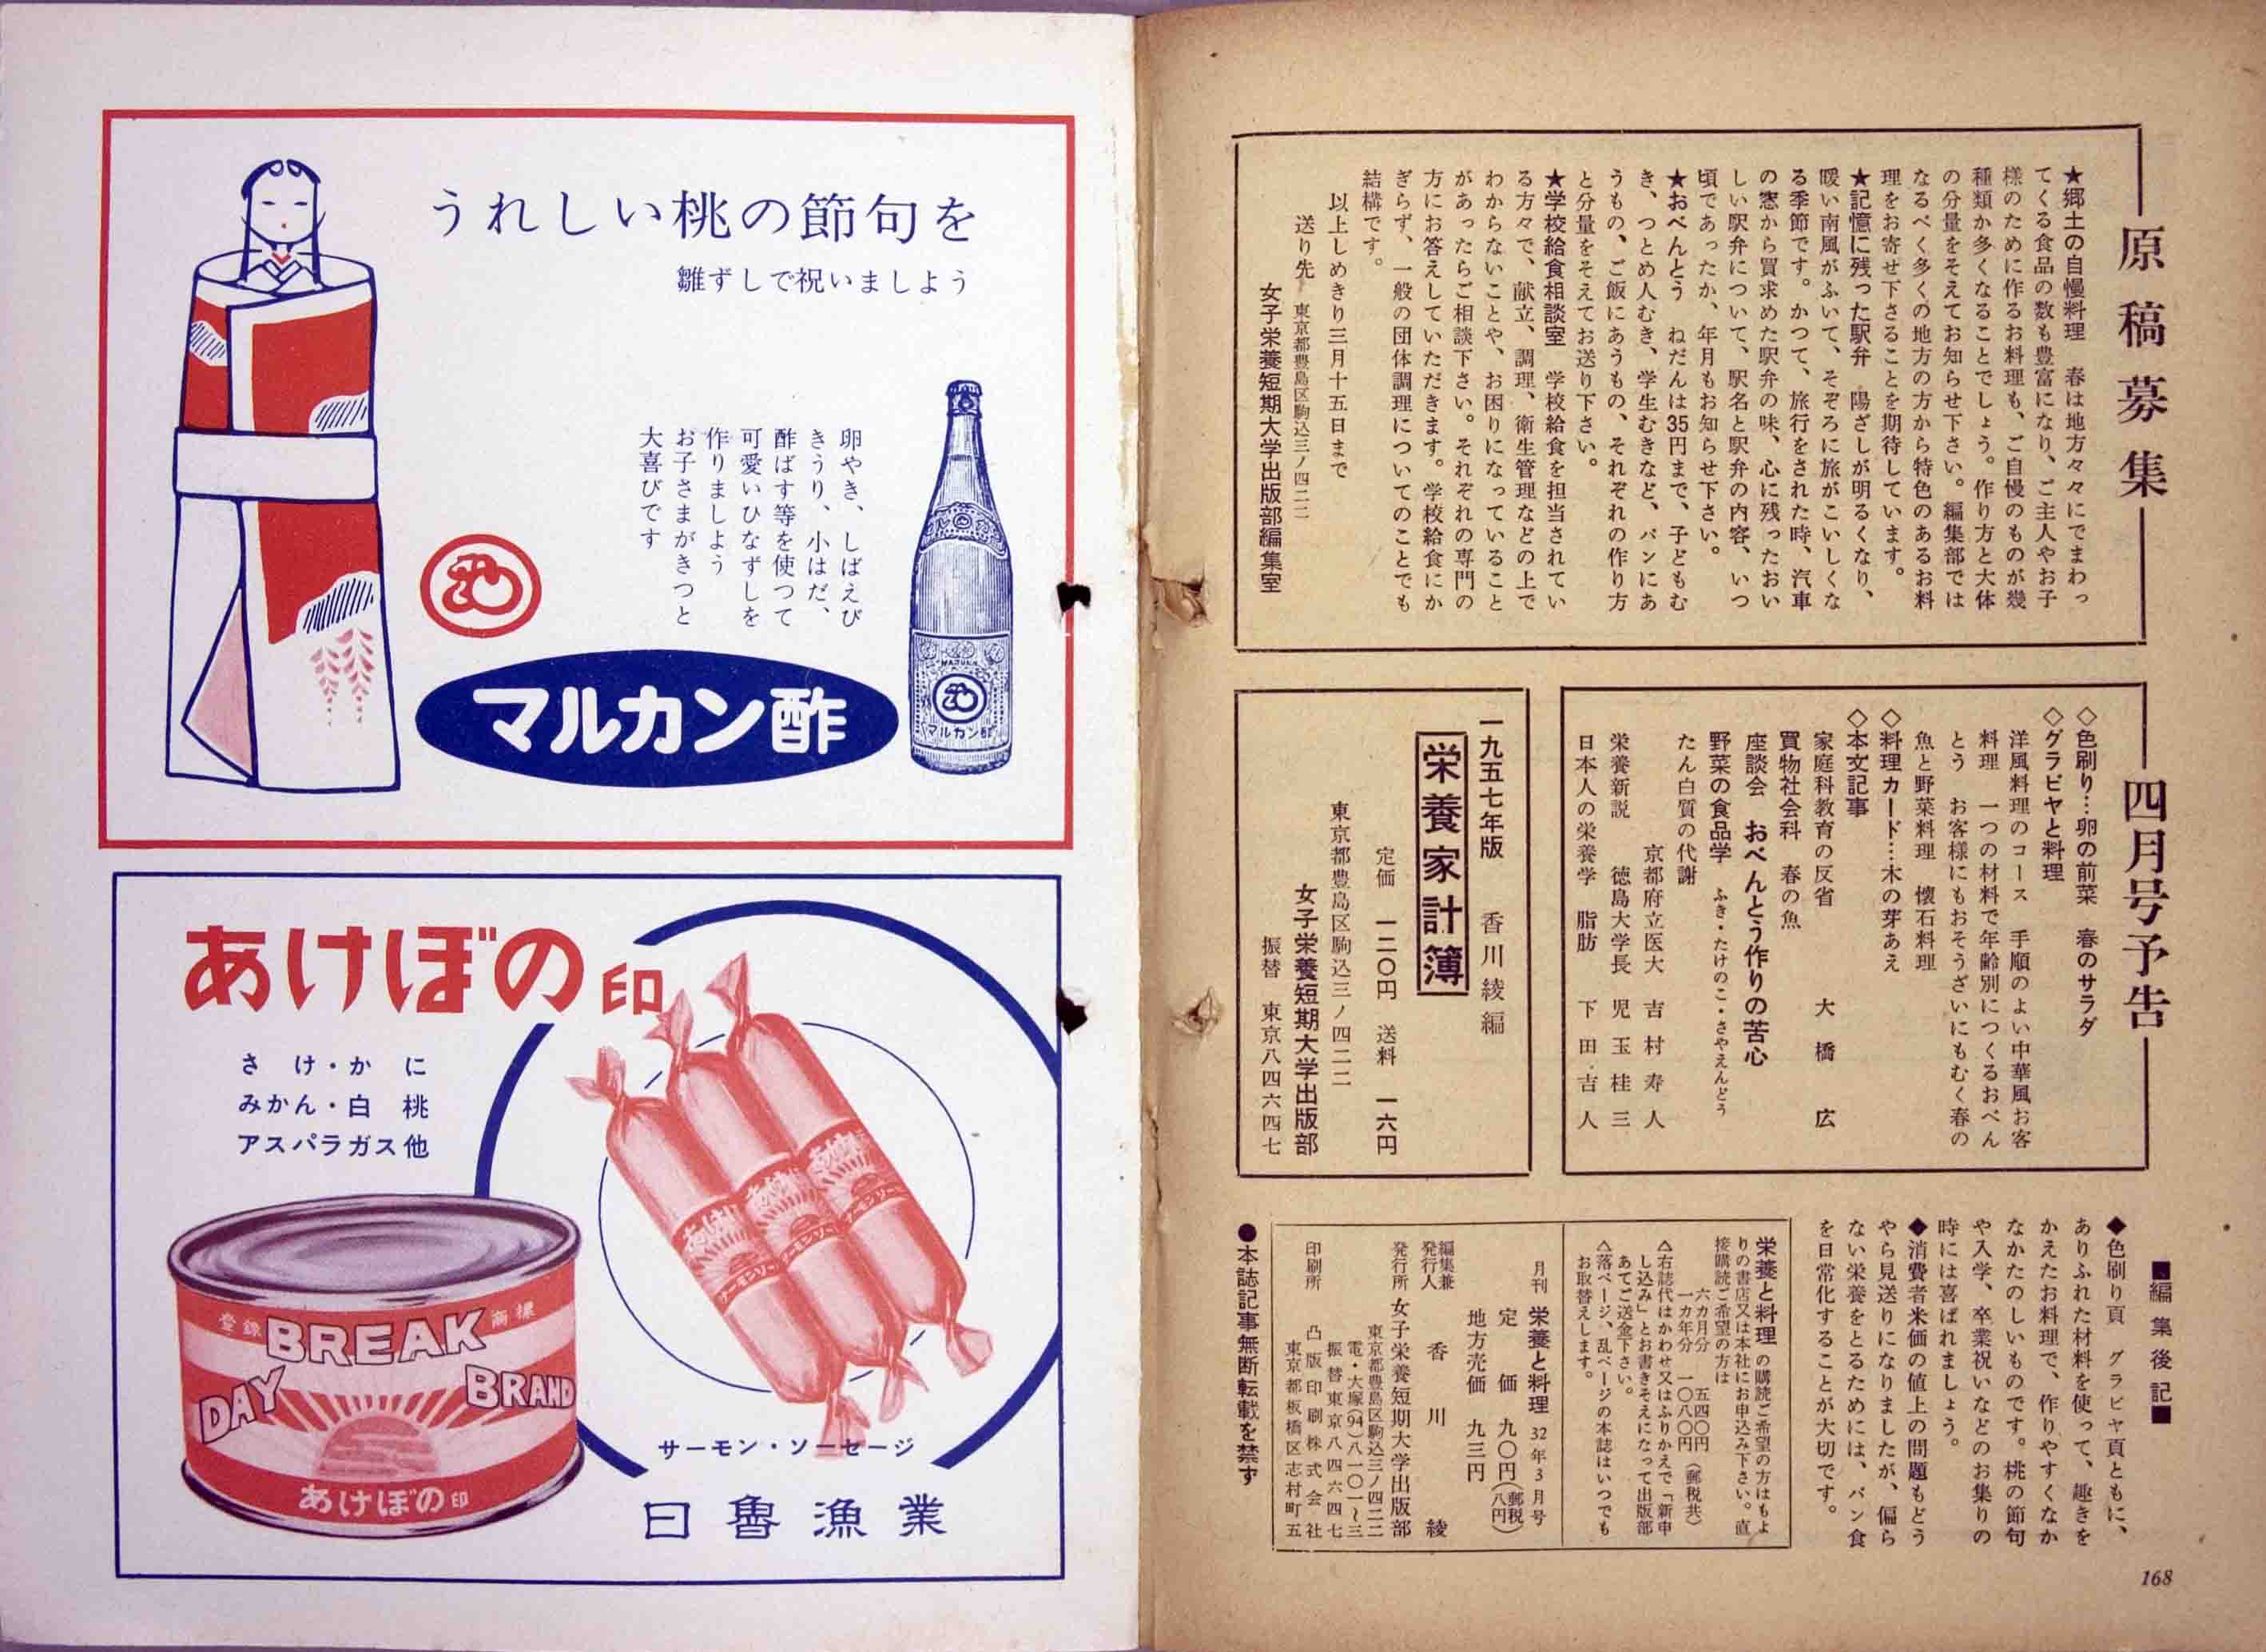 原稿募集
★郷土の自慢料理　春は地方々々にでまわっ
てくる食品の数も豊富になり、ご主人やお子
様のために作るお料理も、ご自慢のものが幾
種類か多くなることでしょう。作り方と大体
の分量をそえてお知らせ下さい。編集部では
なるべく多くの地方の方から特色のあるお料
理をお寄せ下さることを期待しています。
★記憶に残った駅弁　陽ざしが明るくなり、
暖い南風がふいて、そぞろに旅がこいしくな
る季節です。かつて、旅行をされた時、汽車
の窓から買求めた駅弁の味、心に残ったおい
しい駅弁について、駅名と駅弁の内容、いつ
頃であったか、年月もお知らせ下さい。
★おべんとう　ねだんは35円まで、子どもむ
き、つとめ人むき、学生むきなど、パンにあ
うもの、ご飯にあうもの、それぞれの作り方
と分量をそえてお送り下さい。
★学校給食相談室　学校給食を担当されてい
る方々で、献立、調理、衛生管理などの上で
わからないことや、お困りになっていること
があったらご相談下さい。それぞれの専門の
方にお答えしていただきます。学校給食にか
ぎらず、一般の団体調理についてのことでも
結構です。
以上しめきり三月十五日まで
送り先　東京都豊島区駒込三ノ四二二
女子栄養短期大学出版部編集室
四月号予告
◇色刷り…卵の前菜　春のサラダ
◇グラビヤと料理
洋風料理のコース　手順のよい中華風お客
料理　一つの材料で年齢別につくるおべん
とう　お客様にもおそうざいにもむく春の
魚と野菜料理　懐石料理
◇料理カード…木の芽あえ
◇本文記事
家庭科教育の反省　大橋広
買物社会科　春の魚
座談会　おべんとう作りの苦心
野菜の食品学　ふき・たけのこ・さやえんどう
たん白質の代謝
京都府立医大　吉村寿人
栄養新説　徳島大学長　児玉桂三
日本人の栄養学　脂肪　下田吉人
一九五七年版　香川綾編
栄養家計簿
定価　一二〇円　送料　一六円
東京都豊島区駒込三ノ四二二
女子栄養短期大学出版部
振替　東京八四六四七
■編集後記■
◆色刷り頁　グラビヤ頁ともに、
ありふれた材料を使って、趣きを
かえたお料理で、作りやすくなか
なかたのしいものです。桃の節句
や入学、卒業祝いなどのお集りの
時には喜ばれましょう。
◆消費者米価の値上の問題もどう
やら見送りになりましたが、偏ら
ない栄養をとるためには、パン食
を日常化することが大切です。
栄養と料理の購読ご希望の方はもよ
りの書店又は本社にお申込み下さい。直
接購読ご希望の方は
六カ月分　五四〇円
一カ年分　一〇八〇円（郵税共）
△右誌代はかわせ又はふりかえで「新申
し込み」とお書きそえになって出版部
あてご送金下さい。
△落ページ、乱ページの本誌はいつでも
お取替えします。
月刊　栄養と料理　32年3月号
定価　九〇円（郵税八円）
地方売価　九三円
編集兼発行人　香川綾
発行所　女子栄養短期大学出版部
東京都豊島区駒込三ノ四二二
電・大塚(94)八一〇一〜三
振替東京八四六四七
印刷所　凸版印刷株式会社
東京都板橋区志村町五
●本誌記事無断転載を禁ず
168
うれしい桃の節句を
雛ずしで祝いましよう
卵やき、しばえび
きうり、小はだ、
酢ばす等を使つて
可愛いひなずしを
作りましよう
お子さまがきつと
大喜びです
マルカン酢
マルカン酢
あけぼの印
さけ・かに
みかん・白桃
アスパラガス他
登録商標
DAY BREAK BRAND
あけぼの印
サーモン・ソーセージ
日魯漁業